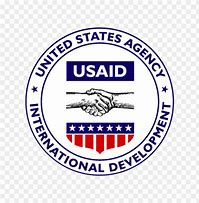 UNITED STATES AGENCY
USAID
INTERNATIONAL DEVELOPMENT